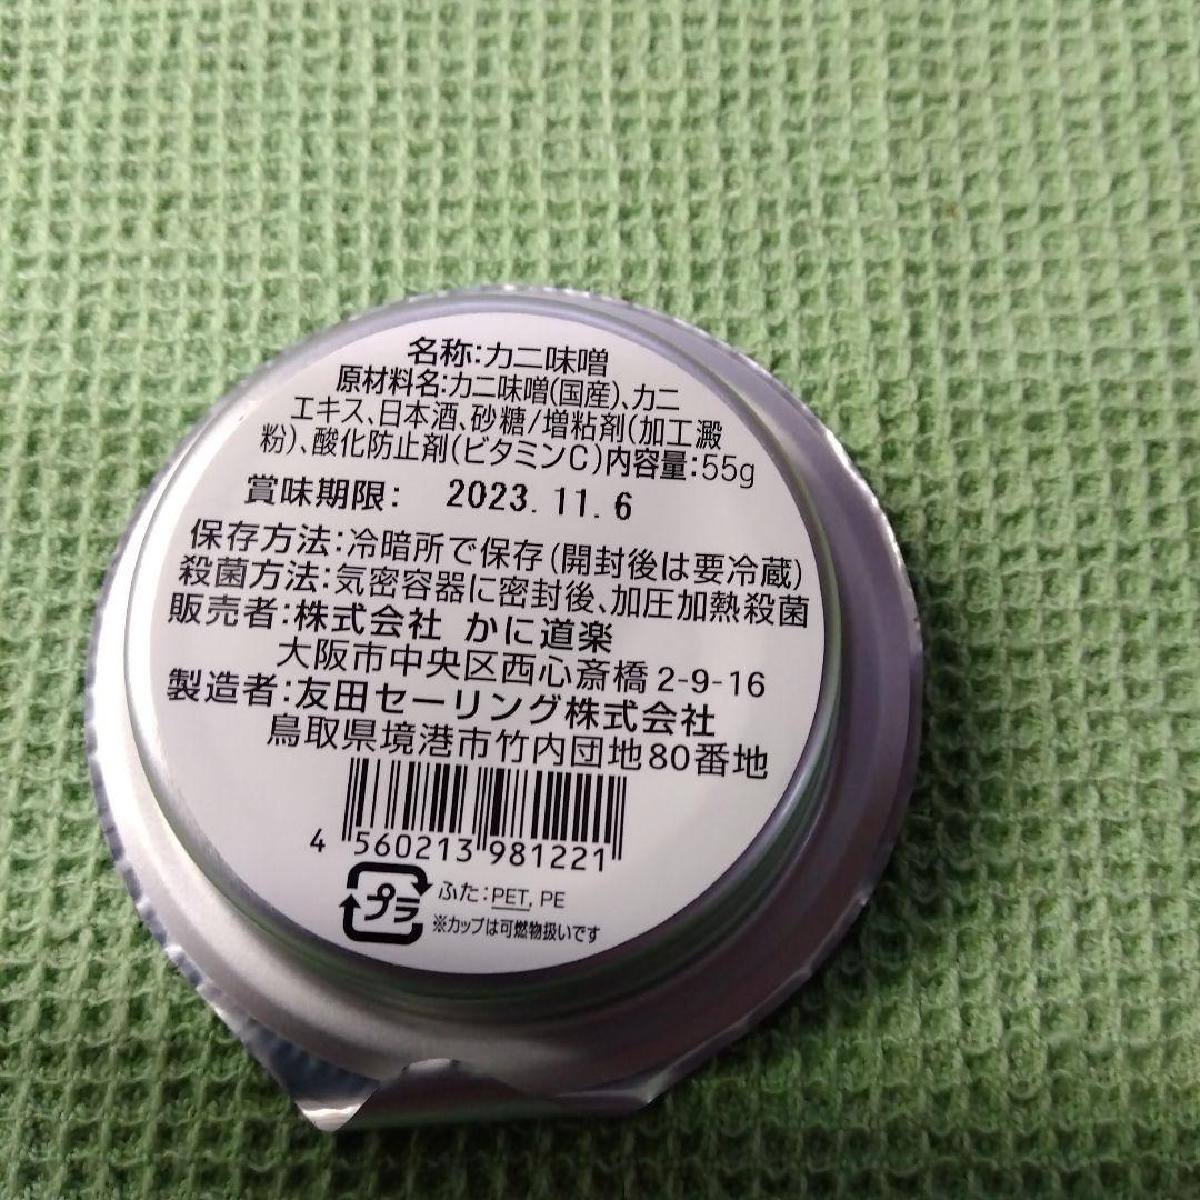 名称:カニ味噌
原材料名:カニ味噌(国産)、カニ
エキス、日本酒、砂糖/増粘剤(加工澱
粉)、酸化防止剤(ビタミンC)内容量:55g
賞味期限: 2023.11.6
保存方法:冷暗所で保存(開封後は要冷蔵)
殺菌方法:気密容器に密封後、加圧加熱殺菌
販売者:株式会社 かに道楽
大阪市中央区西心斎橋2-9-16
製造者:友田セーリング株式会社
鳥取県境港市竹内団地80番地
4 560213 981221
プラ ふた:PET, PE
※カップは可燃物扱いです